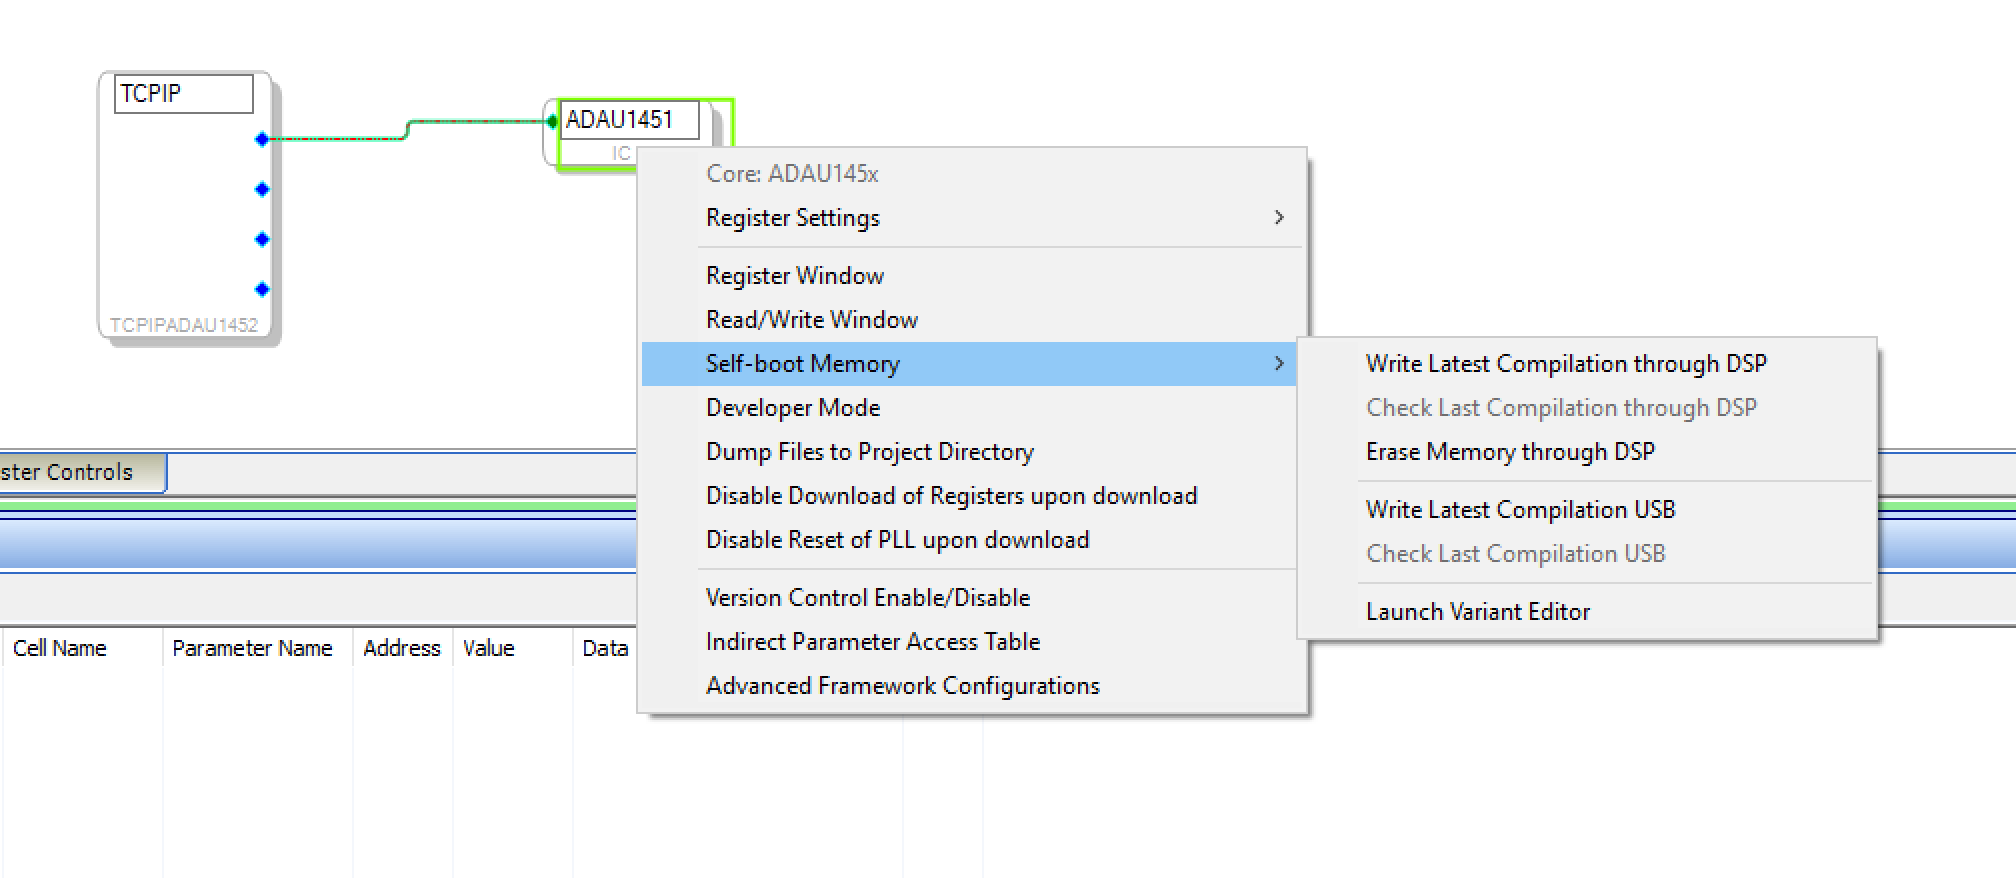 TCPIP
TCPIPADAU1452
ADAU1451
IC
Core: ADAU145x
Register Settings
Register Window
Read/Write Window
Self-boot Memory
Developer Mode
Dump Files to Project Directory
Disable Download of Registers upon download
Disable Reset of PLL upon download
Version Control Enable/Disable
Indirect Parameter Access Table
Advanced Framework Configurations
Write Latest Compilation through DSP
Check Last Compilation through DSP
Erase Memory through DSP
Write Latest Compilation USB
Check Last Compilation USB
Launch Variant Editor
ster Controls
Cell Name Parameter Name Address Value Data